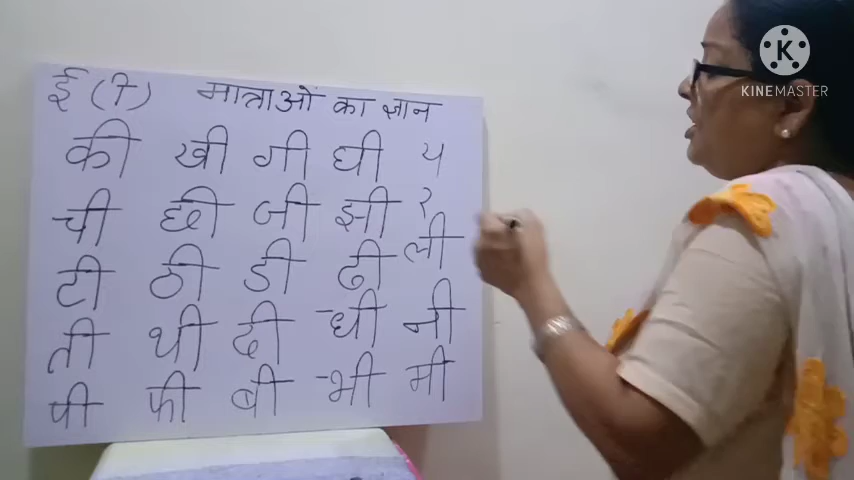 ई (ी) मात्राओं का ज्ञान
की खी गी घी य
ची छी जी झी र
टी ठी डी ढी ली
ती थी दी धी नी
पी फी बी भी मी
K
KINEMASTER